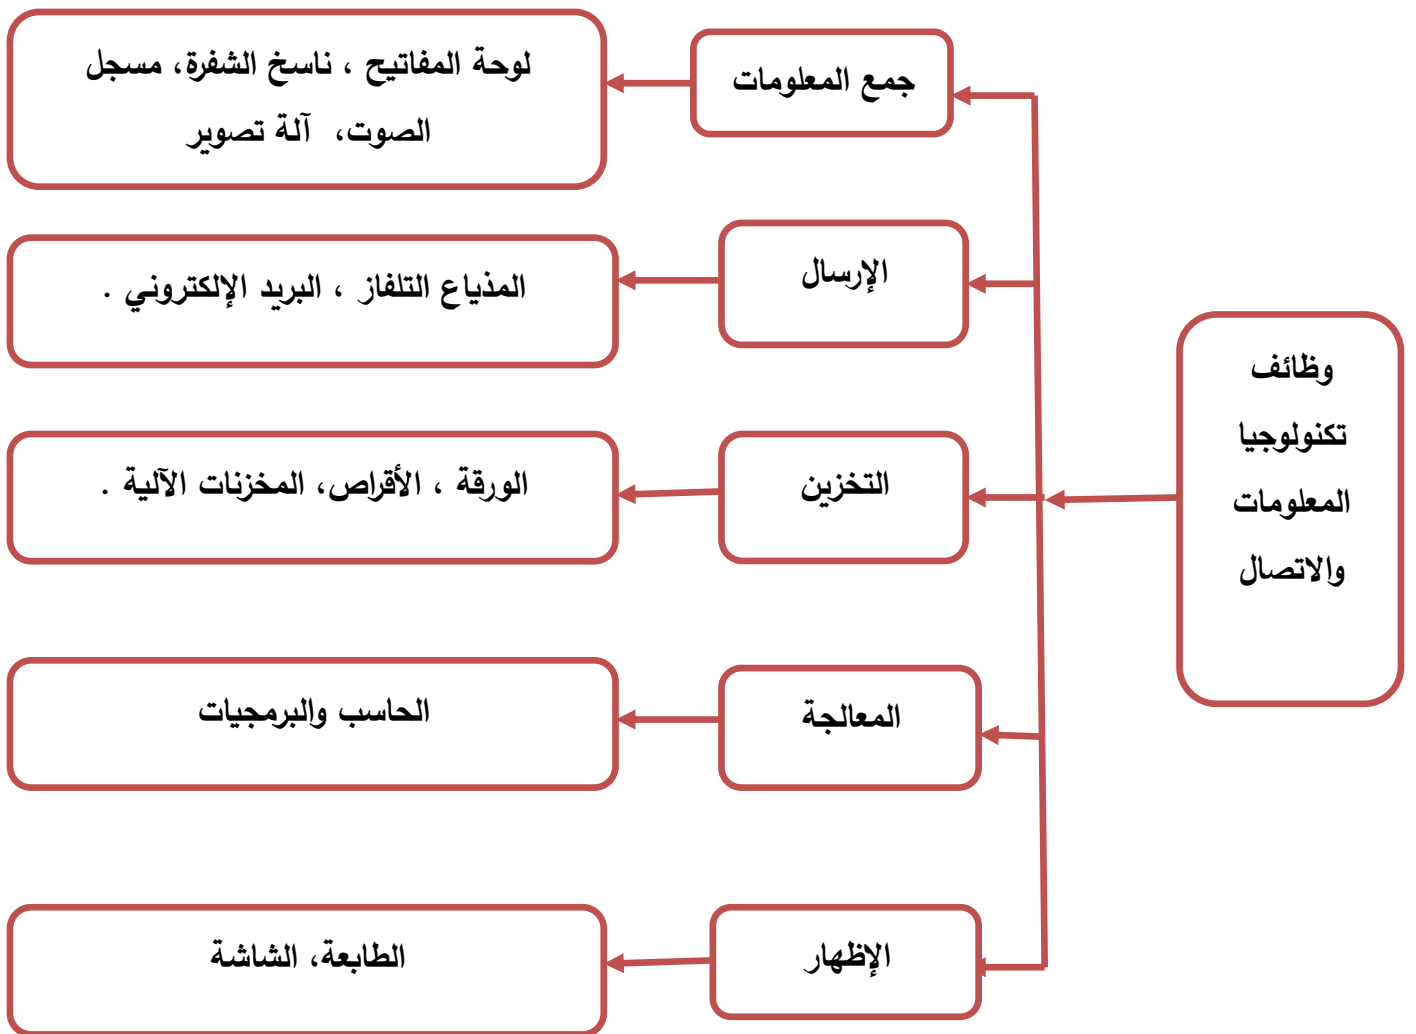 وظائف
تكنولوجيا
المعلومات
والاتصال
جمع المعلومات
لوحة المفاتيح ، ناسخ الشفرة، مسجل
الصوت، آلة تصوير
الإرسال
المذياع التلفاز ، البريد الإلكتروني .
التخزين
الورقة ، الأقراص، المخزنات الآلية .
المعالجة
الحاسب والبرمجيات
الإظهار
الطابعة، الشاشة